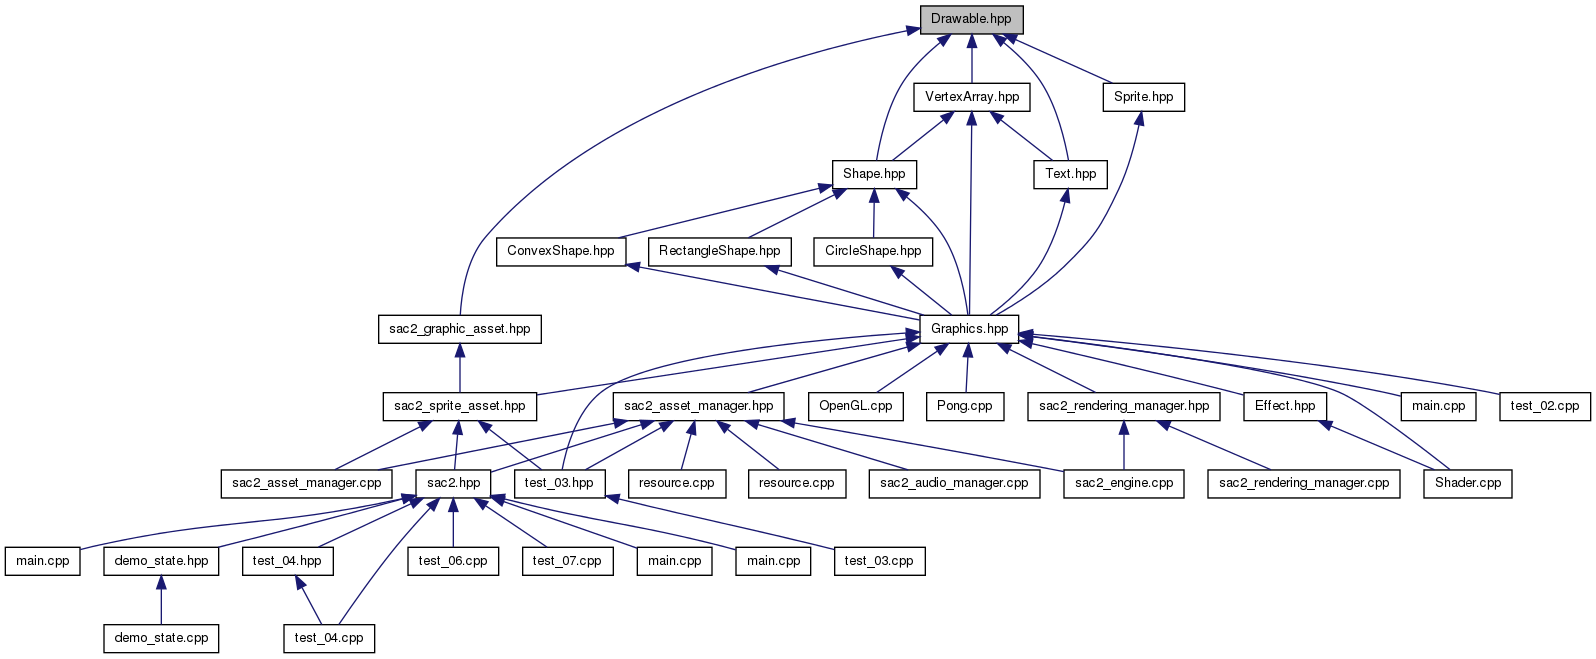 Drawable.hpp
VertexArray.hpp
Sprite.hpp
Shape.hpp
Text.hpp
ConvexShape.hpp
RectangleShape.hpp
CircleShape.hpp
sac2_graphic_asset.hpp
Graphics.hpp
sac2_sprite_asset.hpp
sac2_asset_manager.hpp
OpenGL.cpp
Pong.cpp
sac2_rendering_manager.hpp
Effect.hpp
main.cpp
test_02.cpp
sac2_asset_manager.cpp
sac2.hpp
test_03.hpp
resource.cpp
resource.cpp
sac2_audio_manager.cpp
sac2_engine.cpp
sac2_rendering_manager.cpp
Shader.cpp
main.cpp
demo_state.hpp
test_04.hpp
test_06.cpp
test_07.cpp
main.cpp
main.cpp
test_03.cpp
demo_state.cpp
test_04.cpp